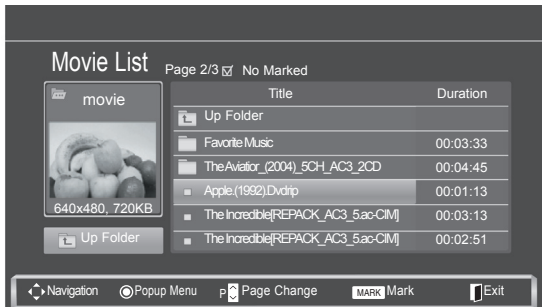 Movie List
Page 2/3 No Marked
movie
640x480, 720KB
Up Folder
Title Duration
Up Folder
Favorite Music 00:03:33
The Aviatior_(2004)_5CH_AC3_2CD 00:04:45
Apple.(1992).Dvdrip 00:01:13
The Incredible[REPACK_AC3_5.ac-CIM] 00:03:13
The Incredible[REPACK_AC3_5.ac-CIM] 00:02:51
Navigation Popup Menu P Page Change MARK Mark Exit